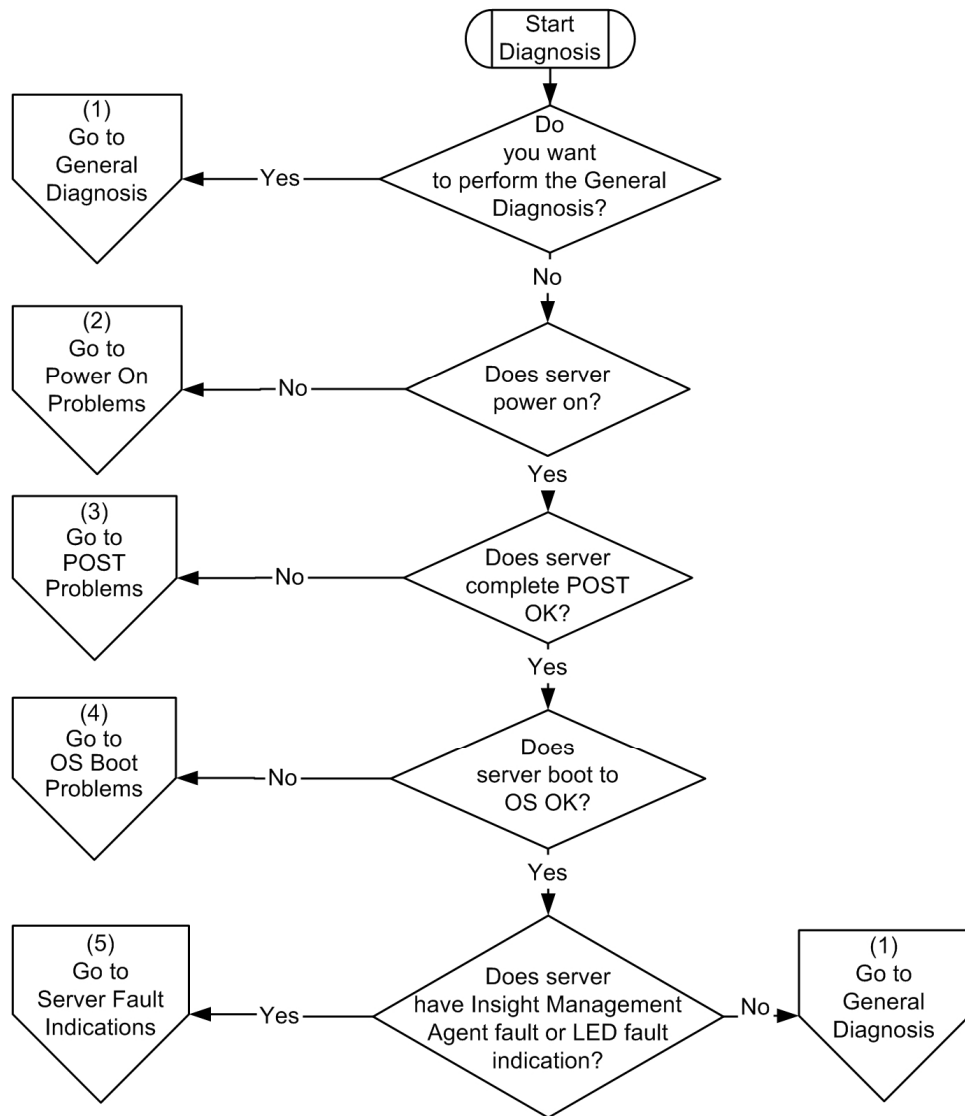 Start
Diagnosis
Do
you want
to perform the General
Diagnosis?
Yes
(1)
Go to
General
Diagnosis
No
Does server
power on?
No
(2)
Go to
Power On
Problems
Yes
Does server
complete POST
OK?
No
(3)
Go to
POST
Problems
Yes
Does
server boot to
OS OK?
No
(4)
Go to
OS Boot
Problems
Yes
Does server
have Insight Management
Agent fault or LED fault
indication?
Yes
(5)
Go to
Server Fault
Indications
No
(1)
Go to
General
Diagnosis